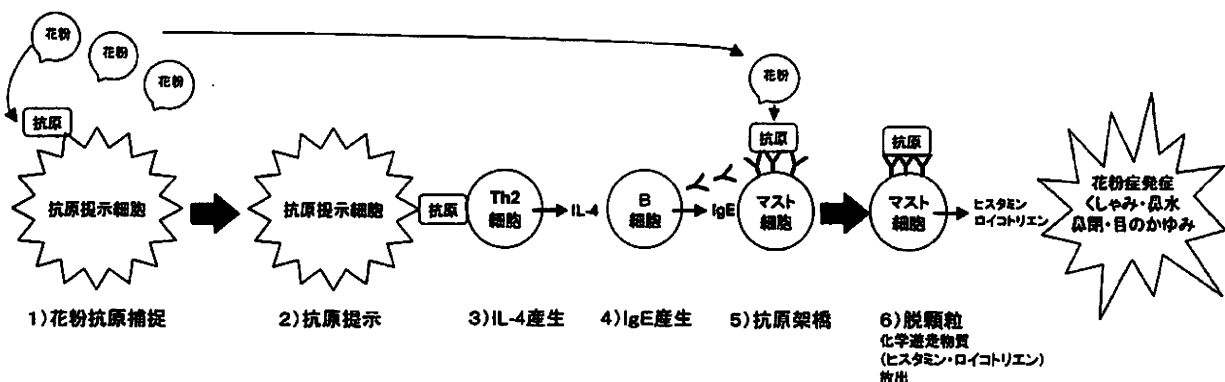 花粉
花粉
花粉
花粉
抗原
抗原
抗原
抗原提示細胞
抗原提示細胞
抗原
Th2
細胞
IL-4
B
細胞
IgE
マスト
細胞
マスト
細胞
ヒスタミン
ロイコトリエン
花粉症発症
くしゃみ・鼻水
鼻閉・目のかゆみ
1)花粉抗原捕捉
2)抗原提示
3)IL-4産生
4)IgE産生
5)抗原架橋
6)脱顆粒
化学遊走物質
(ヒスタミン・ロイコトリエン)
放出